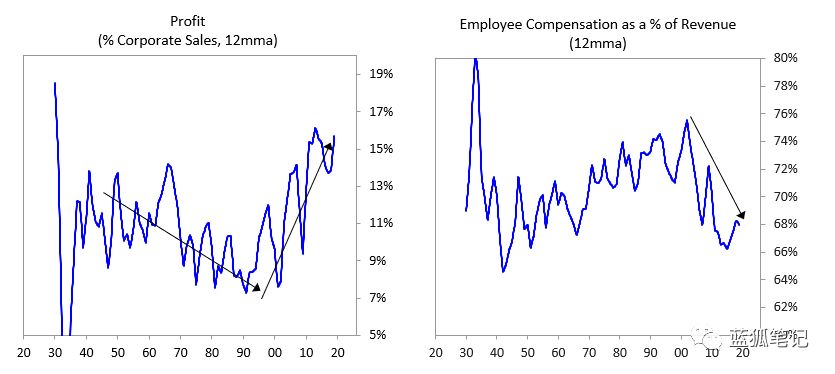 Profit
(% Corporate Sales, 12mma)
19%
17%
15%
13%
11%
9%
7%
5%
20 30 40 50 60 70 80 90 00 10 20
Employee Compensation as a % of Revenue
(12mma)
80%
76%
74%
72%
70%
68%
66%
64%
62%
20 30 40 50 60 70 80 90 00 10 20
蓝狐笔记